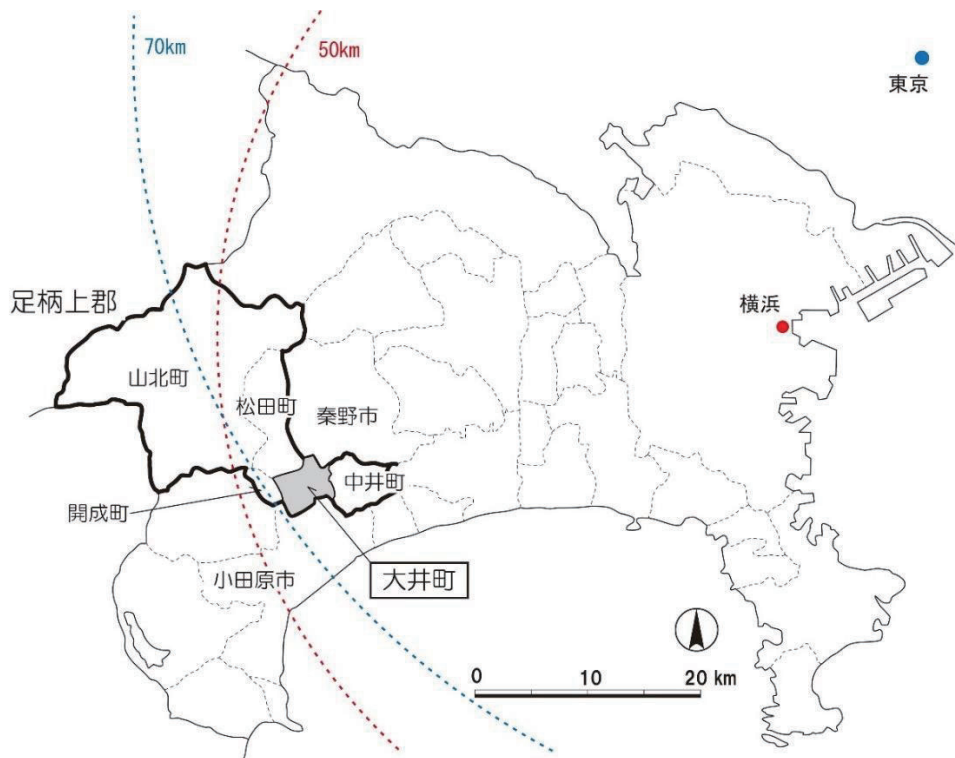 70km
50km
東京
横浜
足柄上郡
山北町
松田町
秦野市
中井町
開成町
小田原市
大井町
0
10
20 km